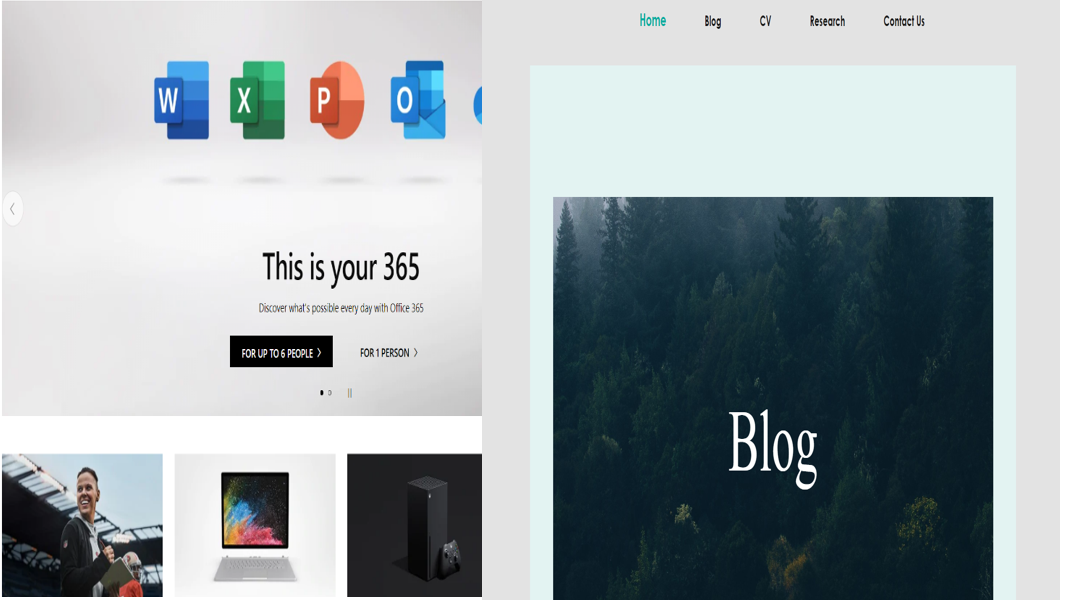 W X P O
This is your 365
Discover what's possible every day with Office 365
FOR UP TO 6 PEOPLE
FOR 1 PERSON
Home Blog CV Research Contact Us
Blog